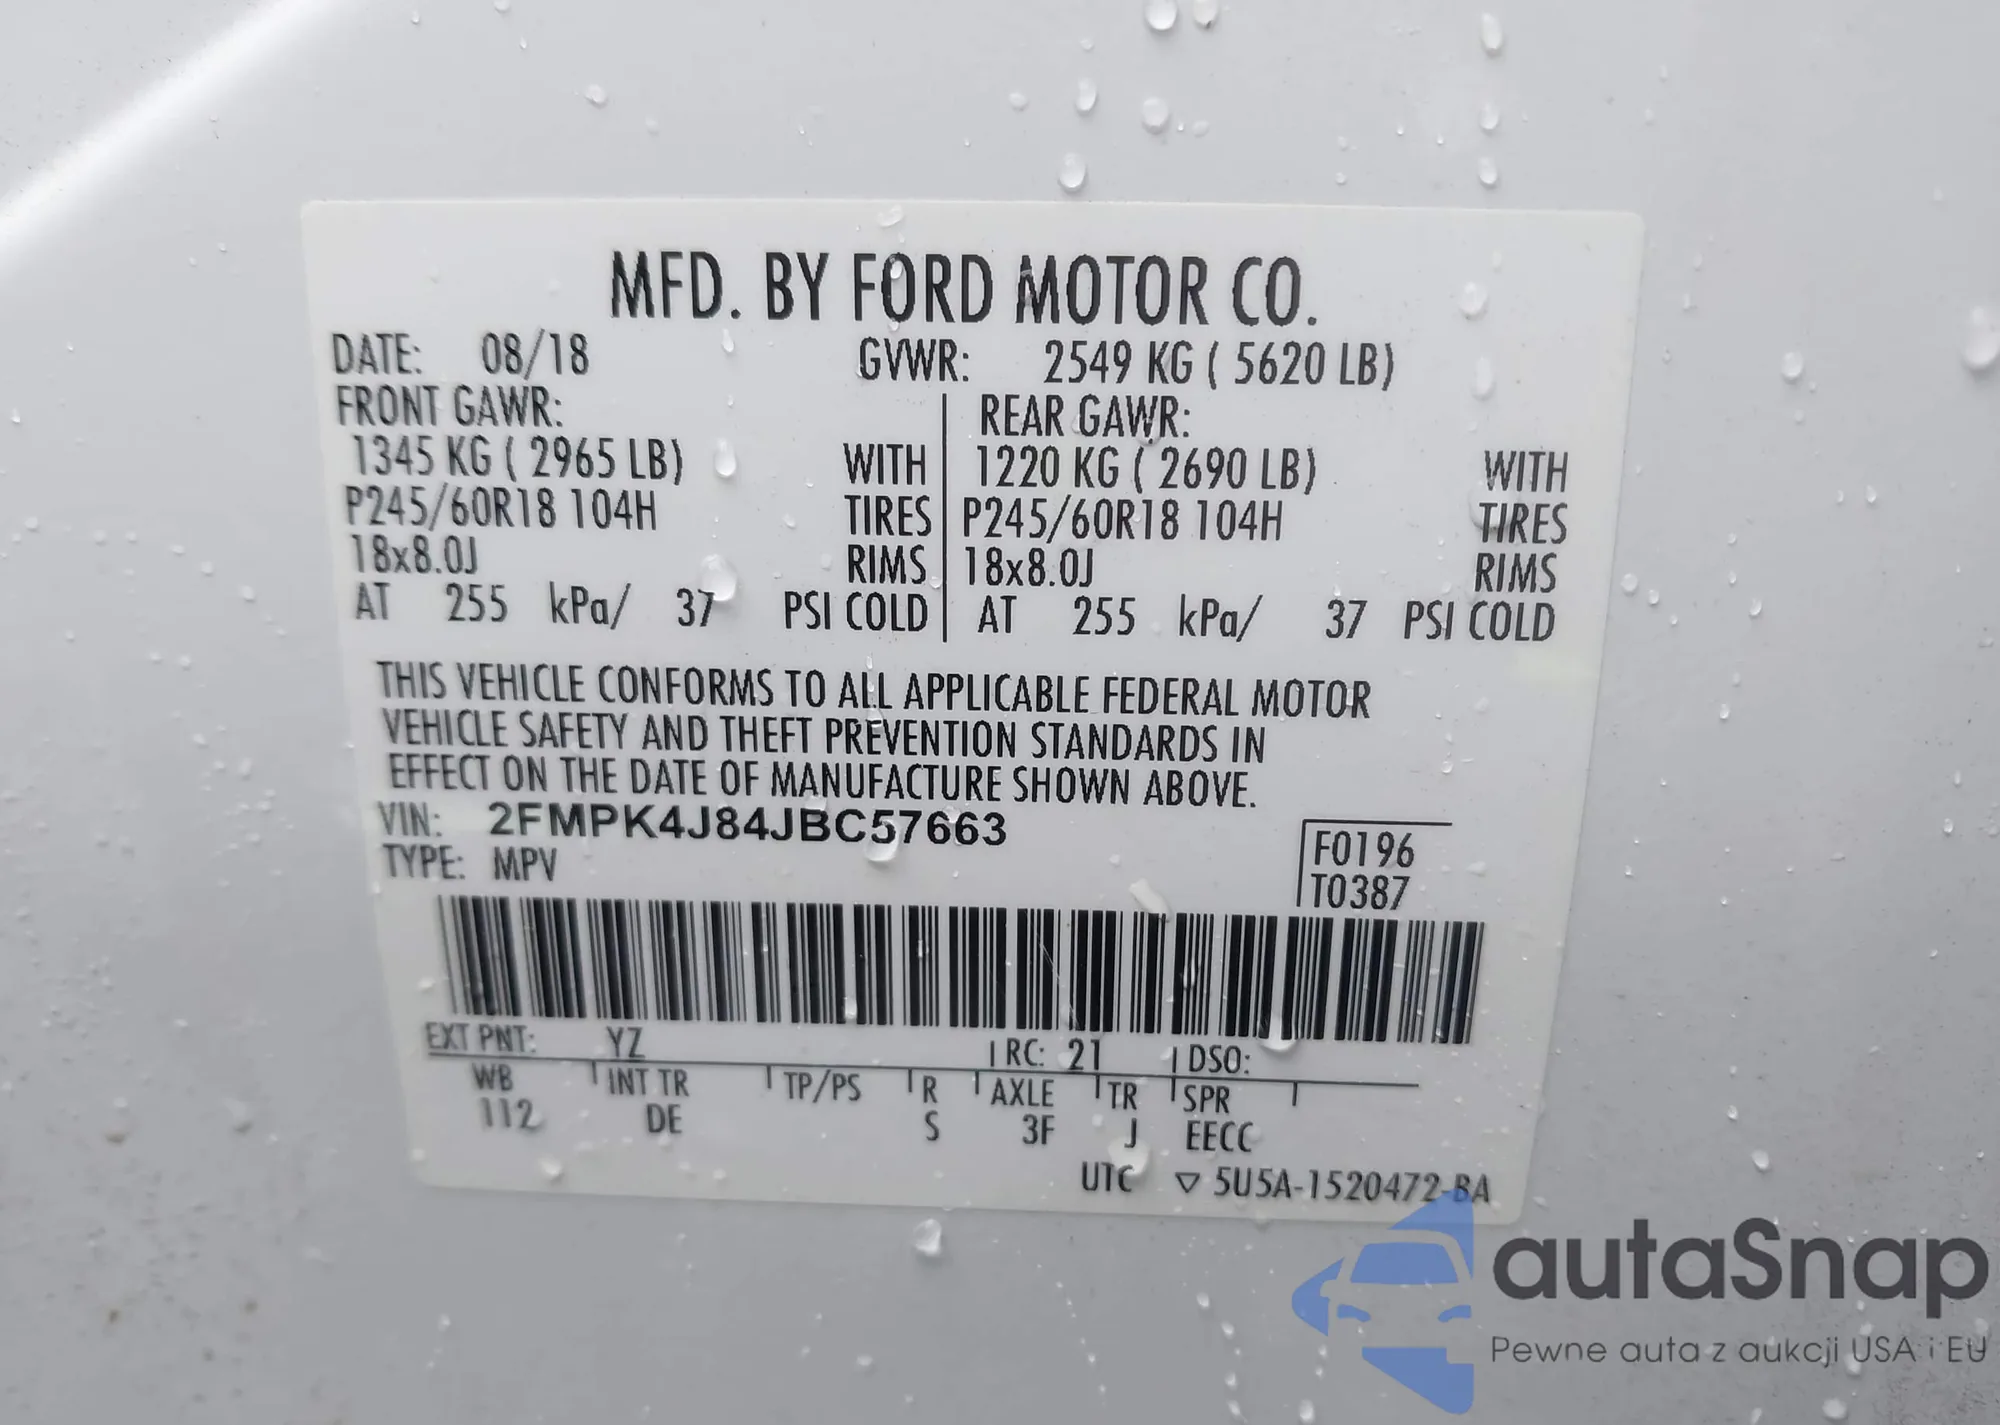 MFD. BY FORD MOTOR CO.
DATE: 08/18 GVWR: 2549 KG ( 5620 LB)
FRONT GAWR: REAR GAWR:
1345 KG ( 2965 LB) WITH 1220 KG ( 2690 LB) WITH
P245/60R18 104H TIRES P245/60R18 104H TIRES
18x8.0J RIMS 18x8.0J RIMS
AT 255 kPa/ 37 PSI COLD AT 255 kPa/ 37 PSI COLD
THIS VEHICLE CONFORMS TO ALL APPLICABLE FEDERAL MOTOR
VEHICLE SAFETY AND THEFT PREVENTION STANDARDS IN
EFFECT ON THE DATE OF MANUFACTURE SHOWN ABOVE.
VIN: 2FMPK4J84JBC57663
TYPE: MPV
F0196
T0387
EXT PNT: YZ RC: 21 DSO:
WB INT TR TP/PS R AXLE TR SPR
112 DE S 3F J EECC
UTC ▽ 5U5A-1520472-BA
autaSnap
Pewne auta z aukcji USA i EU